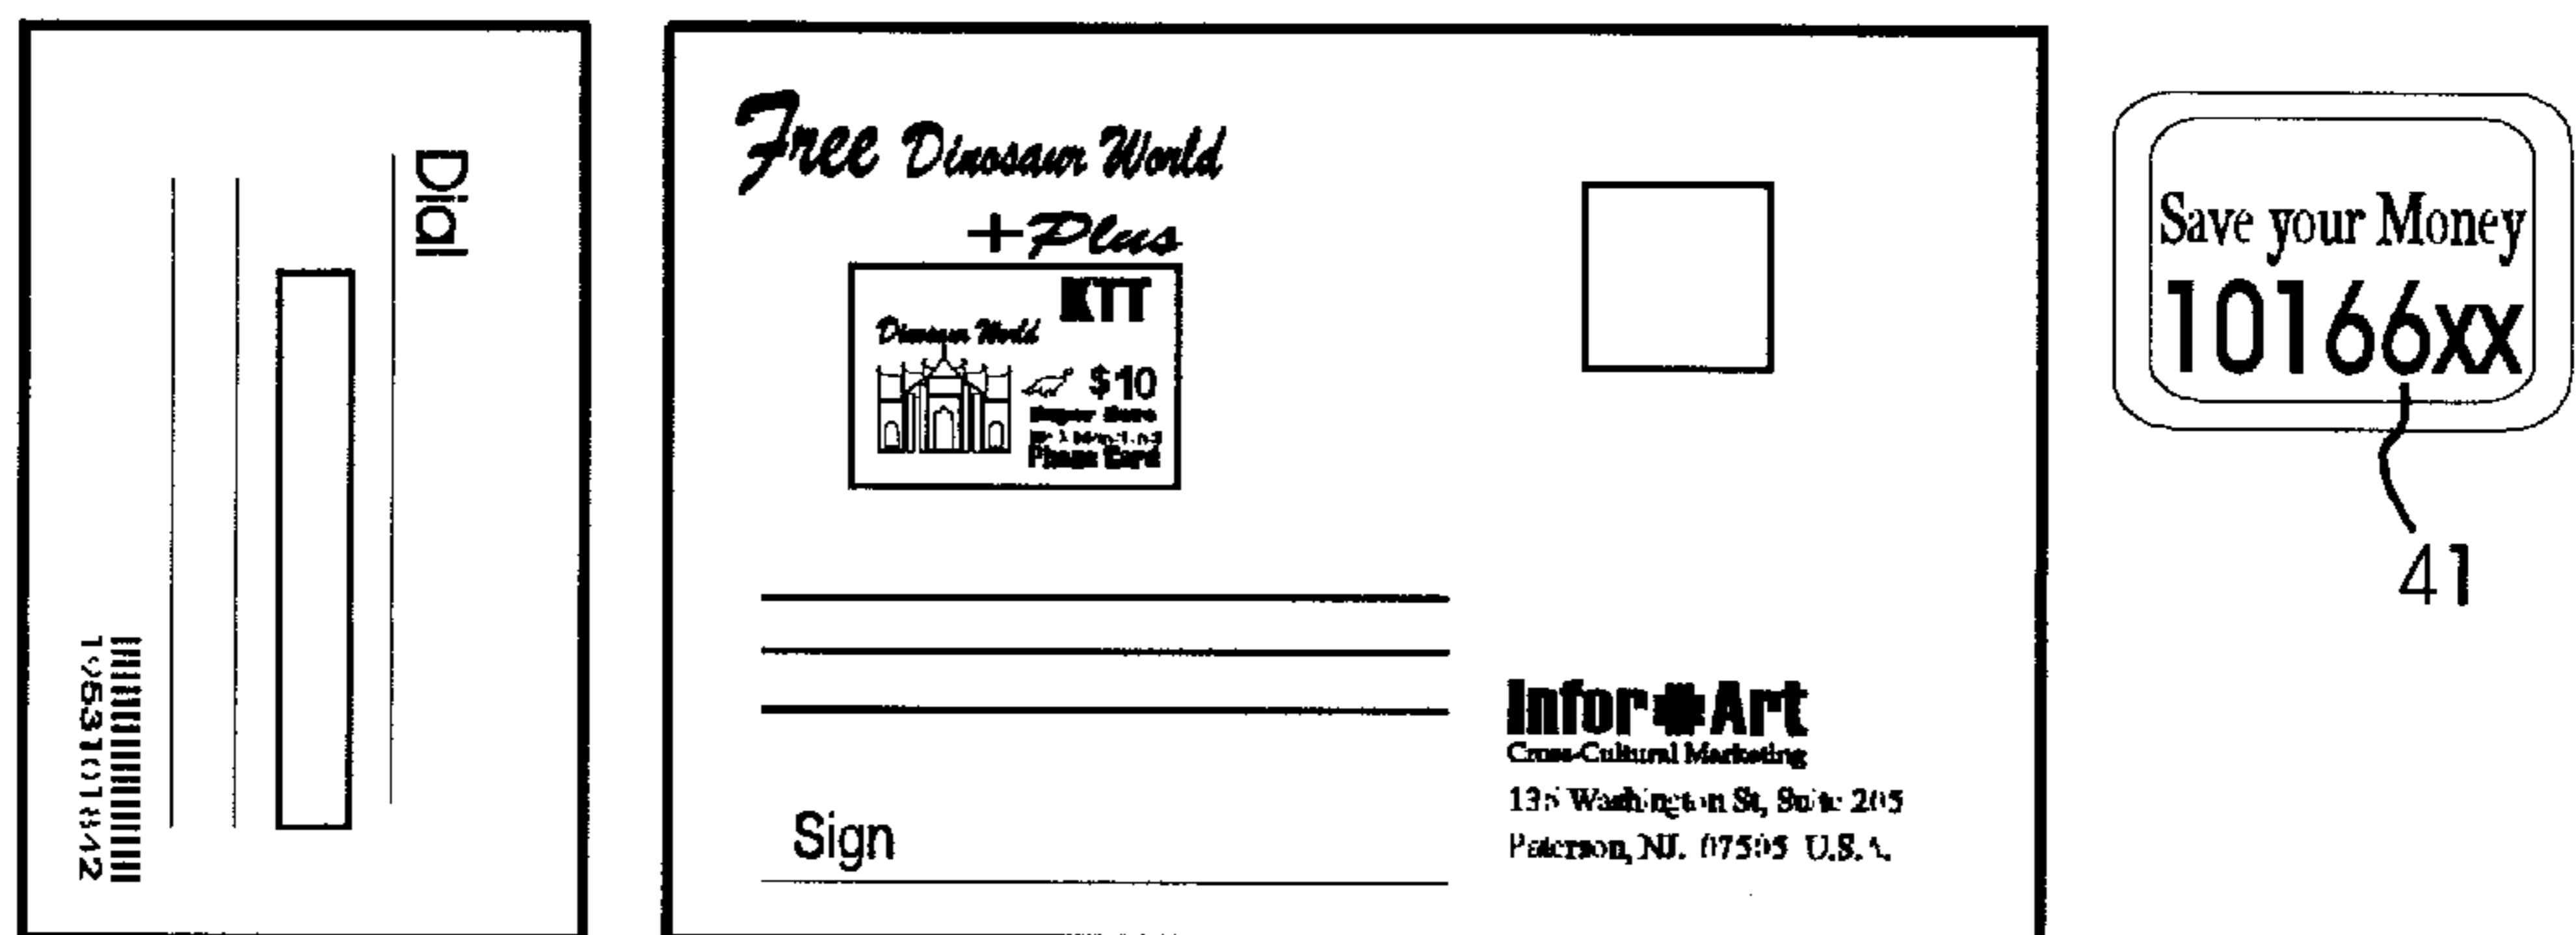 Dial
Free Dinosaur World
+Plus
KTT
Dinosaur World
$10
Phone Card
Sign
Infor Art
Cross-Cultural Marketing
Washington St, Suite 205
Paterson, NJ. U.S.A.
Save your Money
10166xx
41